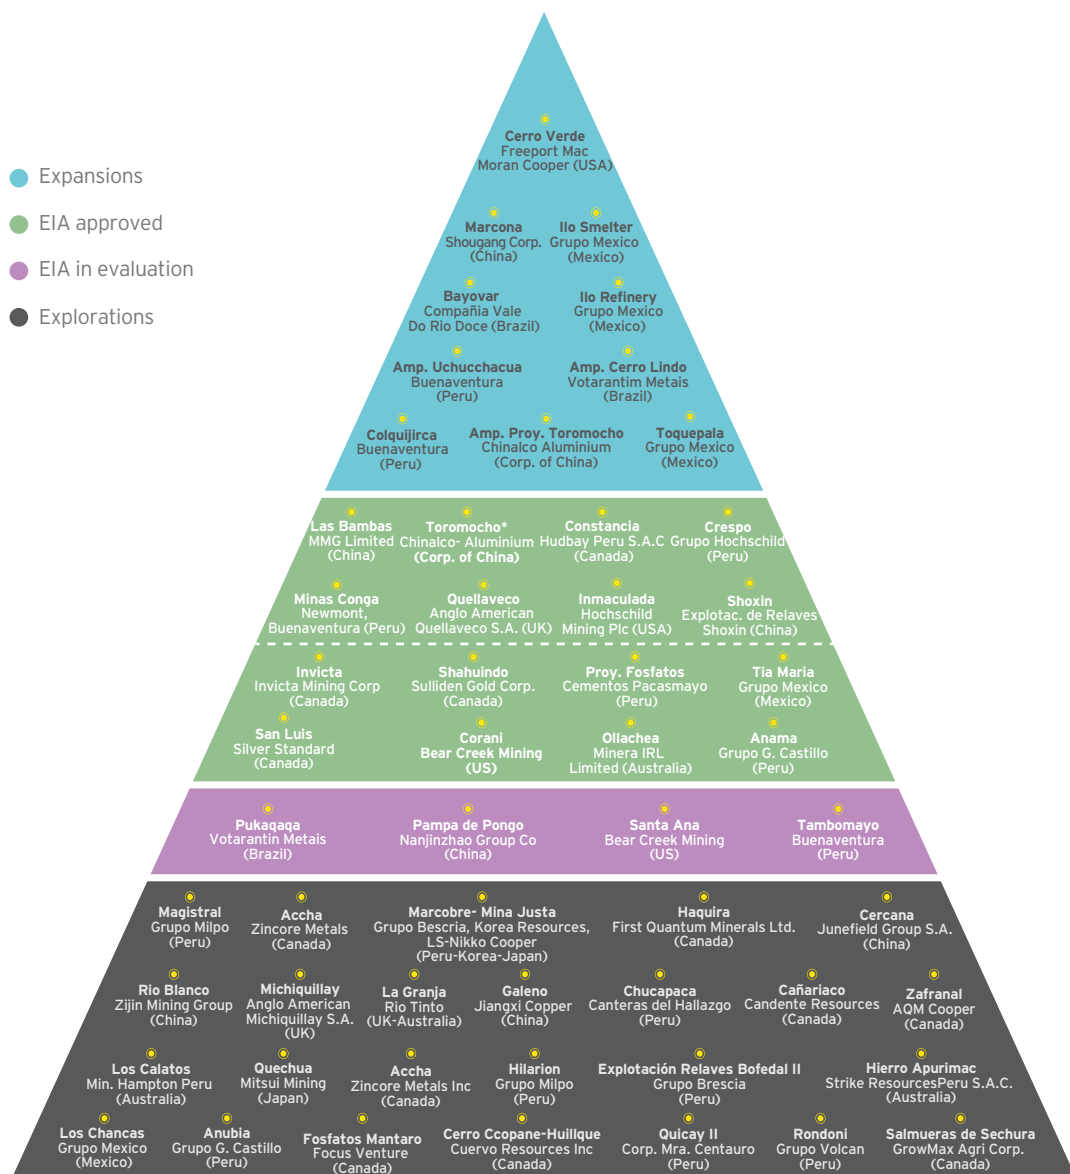 Expansions
EIA approved
EIA in evaluation
Explorations
Cerro Verde
Freeport Mac
Moran Cooper (USA)
Marcona
Shougang Corp.
(China)
Ilo Smelter
Grupo Mexico
(Mexico)
Bayovar
Compañia Vale
Do Rio Doce (Brazil)
Ilo Refinery
Grupo Mexico
(Mexico)
Amp. Uchucchacua
Buenaventura
(Peru)
Amp. Cerro Lindo
Votarantim Metais
(Brazil)
Colquijirca
Buenaventura
(Peru)
Amp. Proy. Toromocho
Chinalco Aluminium
(Corp. of China)
Toquepala
Grupo Mexico
(Mexico)
Las Bambas
MMG Limited
(China)
Toromocho*
Chinalco- Aluminium
(Corp. of China)
Constancia
Hudbay Peru S.A.C
(Canada)
Crespo
Grupo Hochschild
(Peru)
Minas Conga
Newmont,
Buenaventura (Peru)
Quellaveco
Anglo American
Quellaveco S.A. (UK)
Inmaculada
Hochschild
Mining Plc (USA)
Shoxin
Explotac. de Relaves
Shoxin (China)
Invicta
Invicta Mining Corp
(Canada)
Shahuindo
Sulliden Gold Corp.
(Canada)
Proy. Fosfatos
Cementos Pacasmayo
(Peru)
Tia Maria
Grupo Mexico
(Mexico)
San Luis
Silver Standard
(Canada)
Corani
Bear Creek Mining
(US)
Ollachea
Minera IRL
Limited (Australia)
Anama
Grupo G. Castillo
(Peru)
Pukaqaqa
Votarantin Metais
(Brazil)
Pampa de Pongo
Nanjinzhao Group Co
(China)
Santa Ana
Bear Creek Mining
(US)
Tambomayo
Buenaventura
(Peru)
Magistral
Grupo Milpo
(Peru)
Accha
Zincore Metals
(Canada)
Marcobre- Mina Justa
Grupo Bescria, Korea Resources,
LS-Nikko Cooper
(Peru-Korea-Japan)
Haquira
First Quantum Minerals Ltd.
(Canada)
Cercana
Junefield Group S.A.
(China)
Rio Blanco
Zijin Mining Group
(China)
Michiquillay
Anglo American
Michiquillay S.A.
(UK)
La Granja
Rio Tinto
(UK-Australia)
Galeno
Jiangxi Copper
(China)
Chucapaca
Canteras del Hallazgo
(Peru)
Cañariaco
Candente Resources
(Canada)
Zafranal
AQM Cooper
(Canada)
Los Calatos
Min. Hampton Peru
(Australia)
Quechua
Mitsui Mining
(Japan)
Accha
Zincore Metals Inc
(Canada)
Hilarion
Grupo Milpo
(Peru)
Explotación Relaves Bofedal II
Grupo Brescia
(Peru)
Hierro Apurimac
Strike ResourcesPeru S.A.C.
(Australia)
Los Chancas
Grupo Mexico
(Mexico)
Anubia
Grupo G. Castillo
(Peru)
Fosfatos Mantaro
Focus Venture
(Canada)
Cerro Ccopane-Huillque
Cuervo Resources Inc
(Canada)
Quicay II
Corp. Mra. Centauro
(Peru)
Rondoni
Grupo Volcan
(Peru)
Salmueras de Sechura
GrowMax Agri Corp.
(Canada)